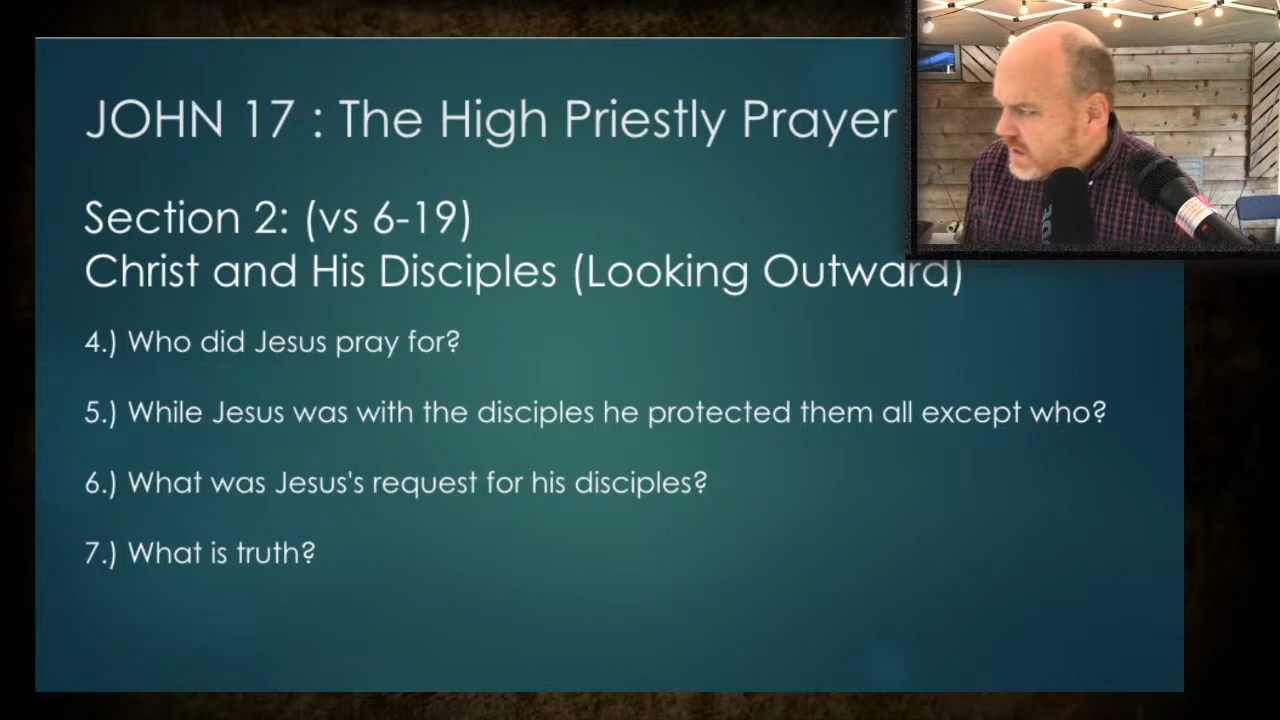 JOHN 17 : The High Priestly Prayer
Section 2: (vs 6-19)
Christ and His Disciples (Looking Outward)
4.) Who did Jesus pray for?
5.) While Jesus was with the disciples he protected them all except who?
6.) What was Jesus's request for his disciples?
7.) What is truth?